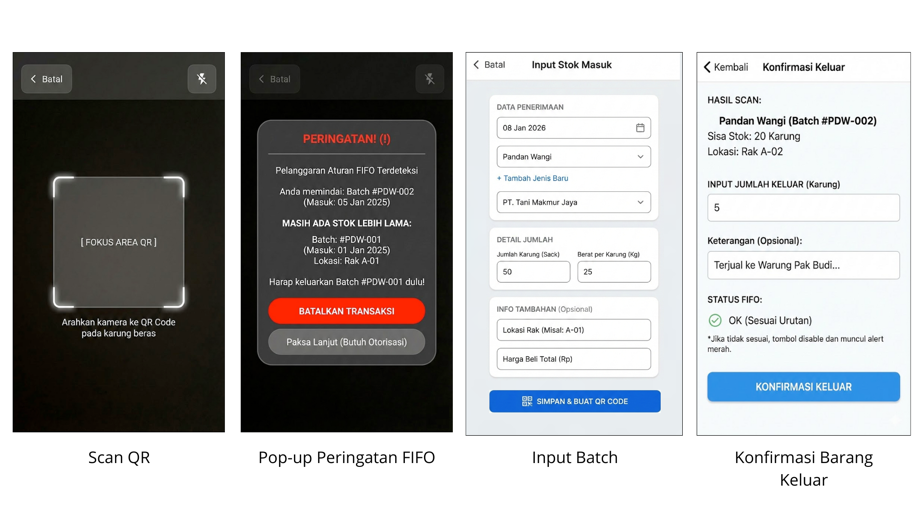 Batal
[ FOKUS AREA QR ]
Arahkan kamera ke QR Code
pada karung beras
Scan QR
Batal
PERINGATAN! (!)
Pelanggaran Aturan FIFO Terdeteksi
Anda memindai: Batch #PDW-002
(Masuk: 05 Jan 2025)
MASIH ADA STOK LEBIH LAMA:
Batch: #PDW-001
(Masuk: 01 Jan 2025)
Lokasi: Rak A-01
Harap keluarkan Batch #PDW-001 dulu!
BATALKAN TRANSAKSI
Paksa Lanjut (Butuh Otorisasi)
Pop-up Peringatan FIFO
Batal
Input Stok Masuk
DATA PENERIMAAN
08 Jan 2026
Pandan Wangi
+ Tambah Jenis Baru
PT. Tani Makmur Jaya
DETAIL JUMLAH
Jumlah Karung (Sack)
Berat per Karung (Kg)
50
25
INFO TAMBAHAN (Opsional)
Lokasi Rak (Misal: A-01)
Harga Beli Total (Rp)
SIMPAN & BUAT QR CODE
Input Batch
Kembali
Konfirmasi Keluar
HASIL SCAN:
Pandan Wangi (Batch #PDW-002)
Sisa Stok: 20 Karung
Lokasi: Rak A-02
INPUT JUMLAH KELUAR (Karung)
5
Keterangan (Opsional):
Terjual ke Warung Pak Budi...
STATUS FIFO:
OK (Sesuai Urutan)
*Jika tidak sesuai, tombol disable dan muncul alert
merah.
KONFIRMASI KELUAR
Konfirmasi Barang
Keluar